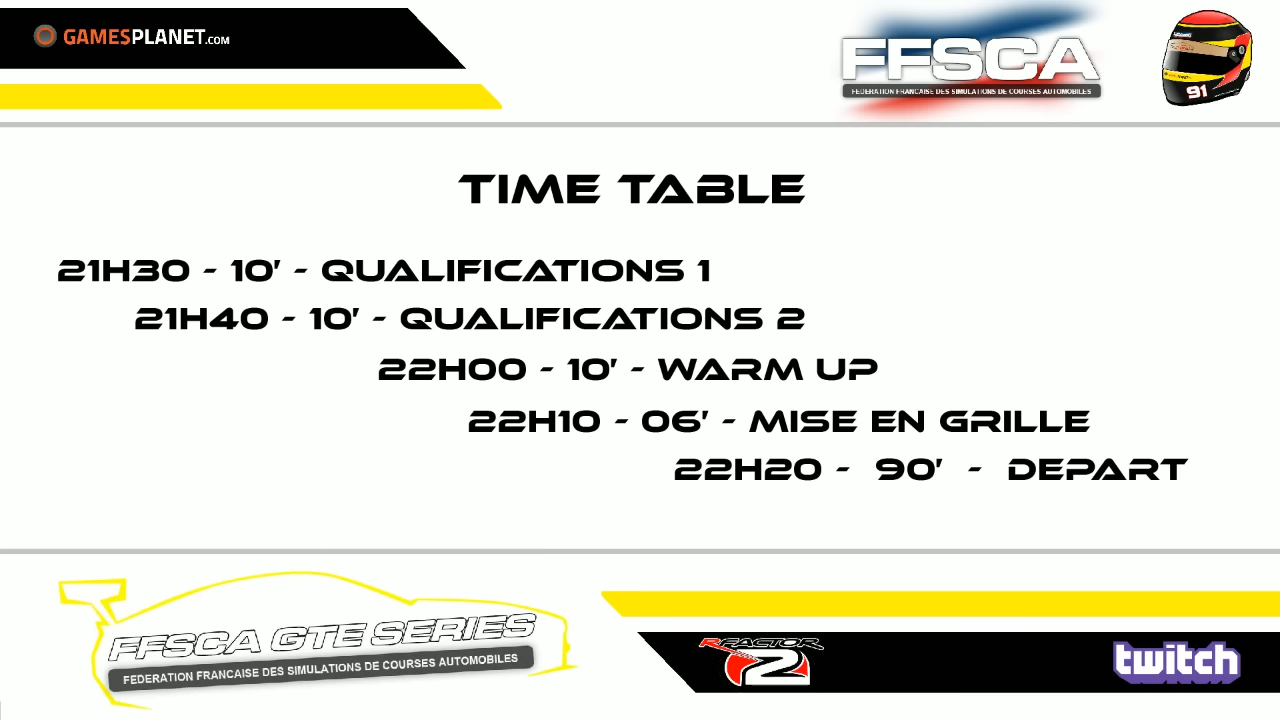 GAMESPLANET.COM
FFSCA
FEDERATION FRANCAISE DES SIMULATIONS DE COURSES AUTOMOBILES
91
TIME TABLE
21H30 - 10' - QUALIFICATIONS 1
21H40 - 10' - QUALIFICATIONS 2
22H00 - 10' - WARM UP
22H10 - 06' - MISE EN GRILLE
22H20 - 90' - DEPART
FFSCA GTE SERIES
FEDERATION FRANCAISE DES SIMULATIONS DE COURSES AUTOMOBILES
RFACTOR
2
twitch